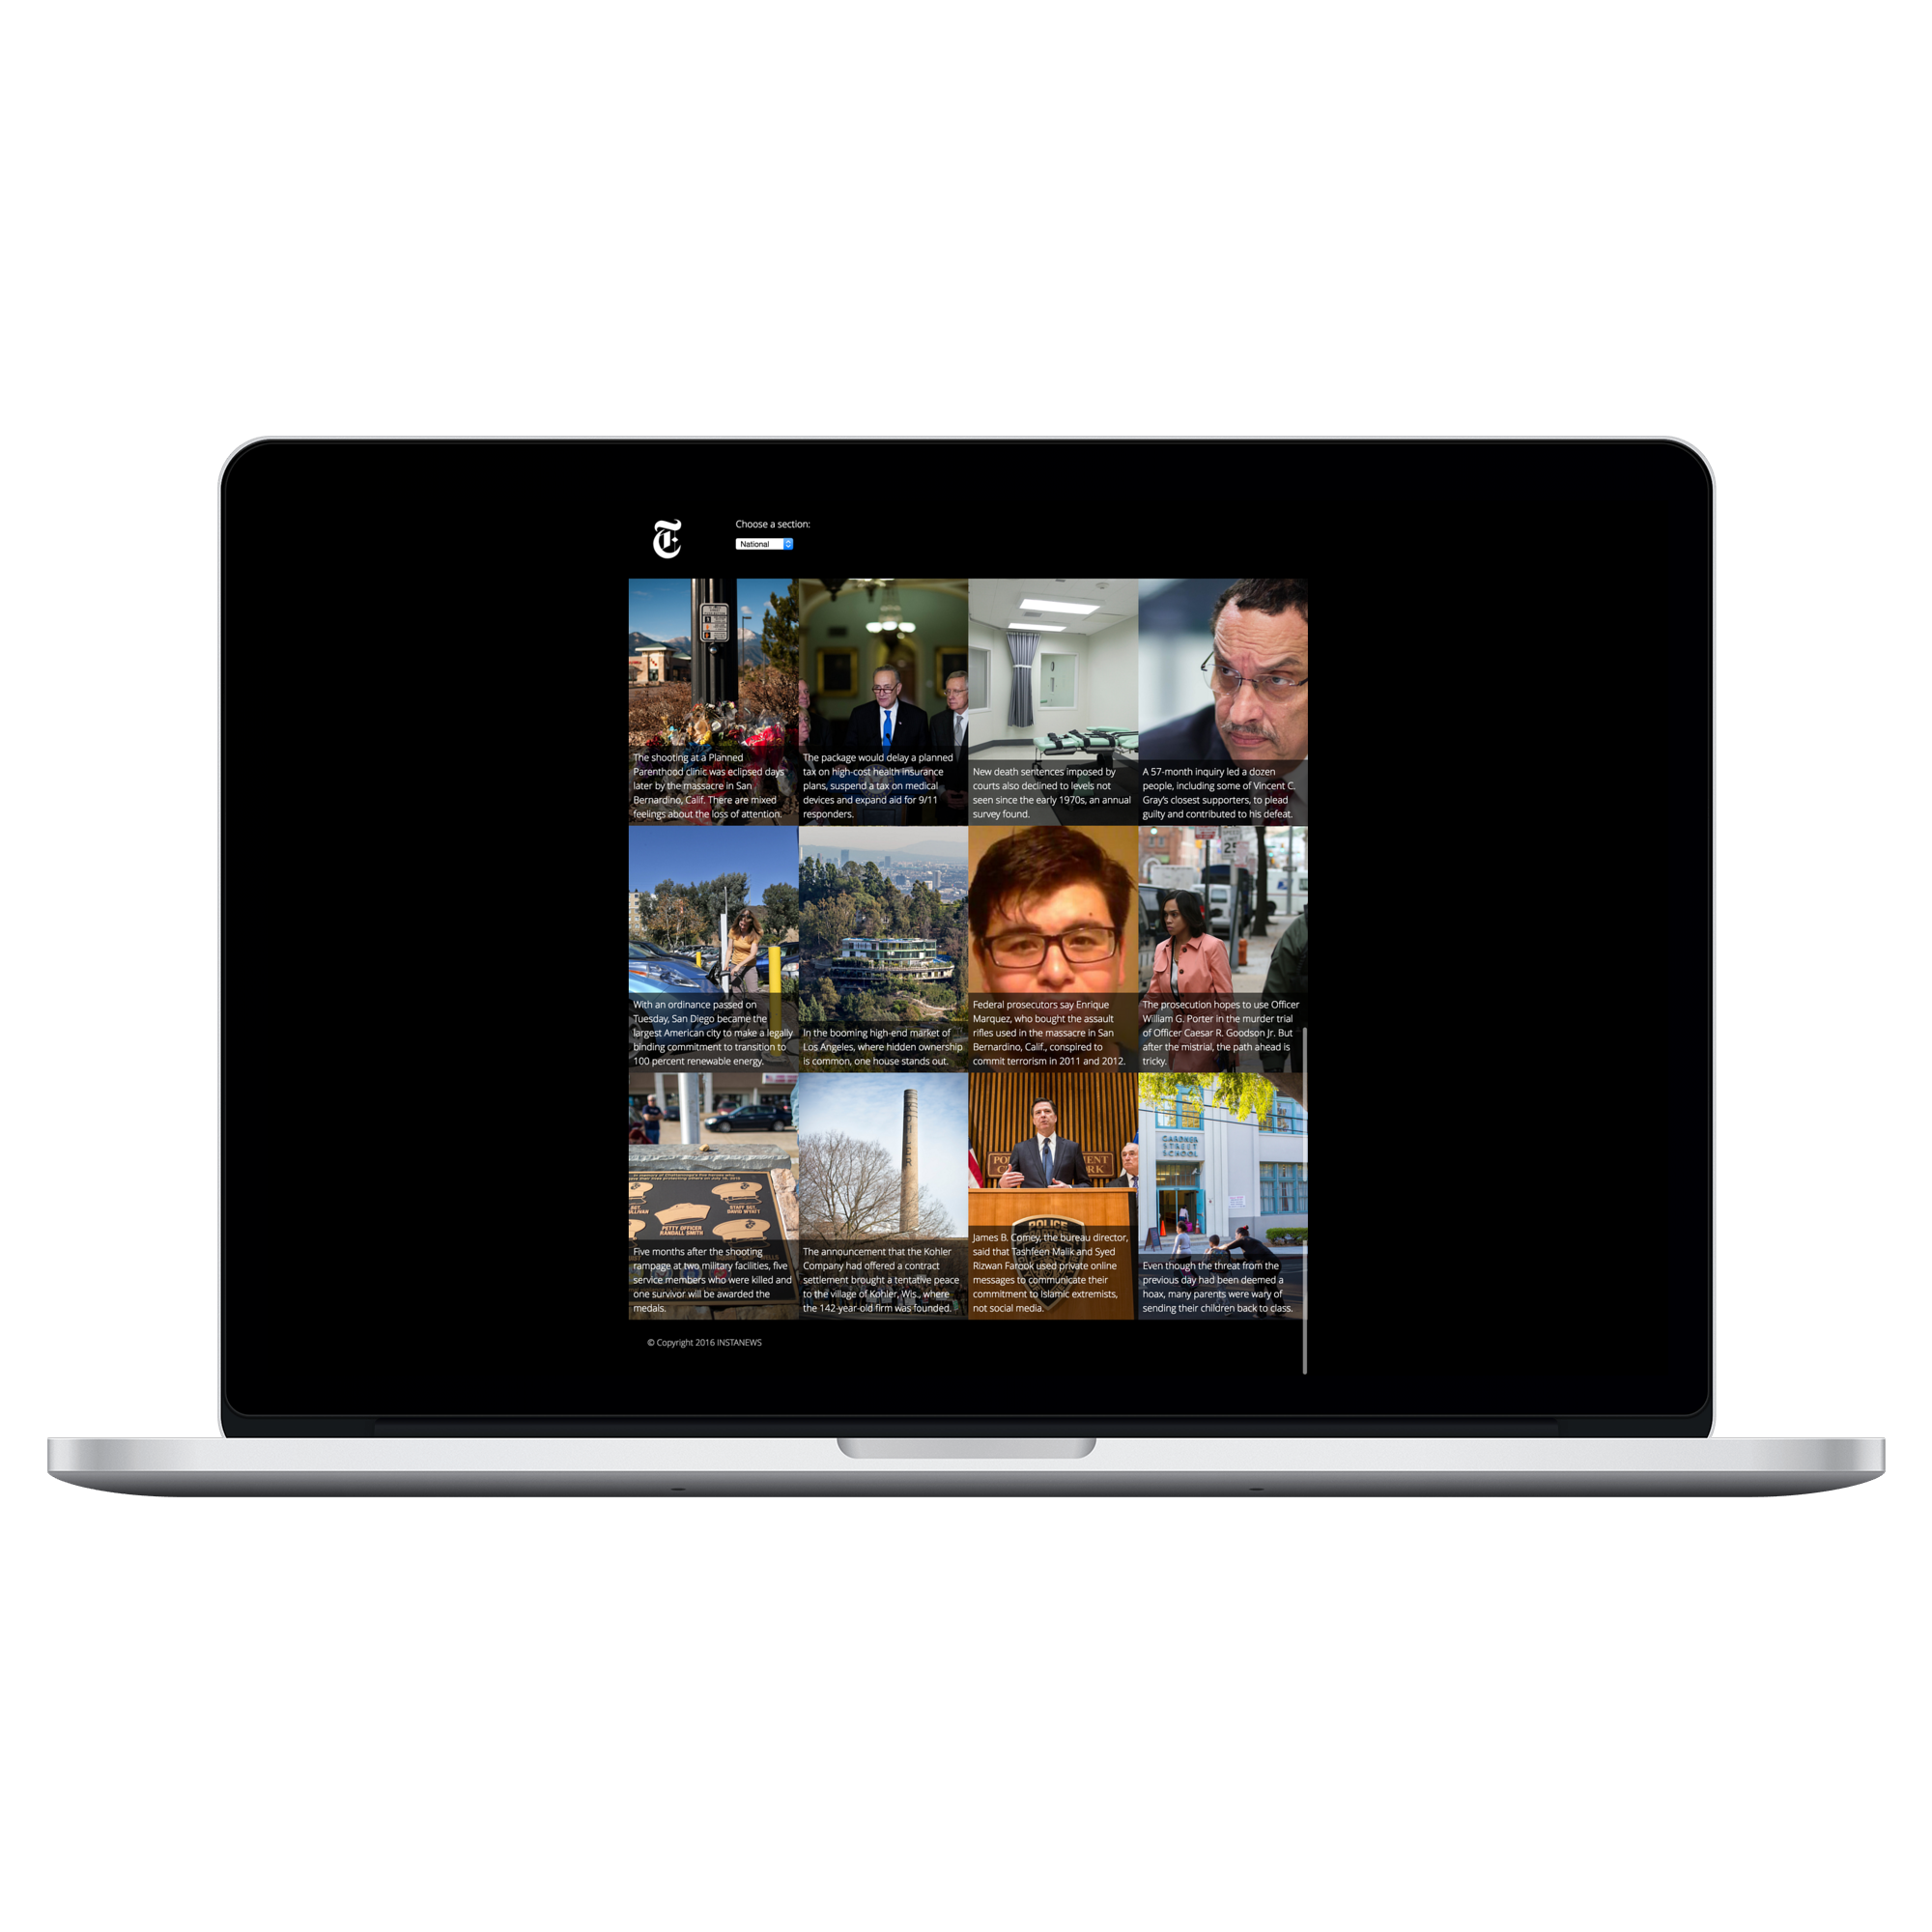 T
Choose a section:
National
The shooting at a Planned
Parenthood clinic was eclipsed days
later by the massacre in San
Bernardino, Calif. There are mixed
feelings about the loss of attention.
The package would delay a planned
tax on high-cost health insurance
plans, suspend a tax on medical
devices and expand aid for 9/11
responders.
New death sentences imposed by
courts also declined to levels not
seen since the early 1970s, an annual
survey found.
A 57-month inquiry led a dozen
people, including some of Vincent C.
Gray's closest supporters, to plead
guilty and contributed to his defeat.
25
With an ordinance passed on
Tuesday, San Diego became the
largest American city to make a legally
binding commitment to transition to
100 percent renewable energy.
In the booming high-end market of
Los Angeles, where hidden ownership
is common, one house stands out.
Federal prosecutors say Enrique
Marquez, who bought the assault
rifles used in the massacre in San
Bernardino, Calif., conspired to
commit terrorism in 2011 and 2012.
The prosecution hopes to use Officer
William G. Porter in the murder trial
of Officer Caesar R. Goodson Jr. But
after the mistrial, the path ahead is
tricky.
STAFF SGT.
DAVID WYATT
PETTY OFFICER
RANDALL SMITH
Five months after the shooting
rampage at two military facilities, five
service members who were killed and
one survivor will be awarded the
medals.
The announcement that the Kohler
Company had offered a contract
settlement brought a tentative peace
to the village of Kohler, Wis., where
the 142-year-old firm was founded.
POLICE
James B. Comey, the bureau director,
said that Tashfeen Malik and Syed
Rizwan Farook used private online
messages to communicate their
commitment to Islamic extremists,
not social media.
GARDNER
STREET
SCHOOL
Even though the threat from the
previous day had been deemed a
hoax, many parents were wary of
sending their children back to class.
© Copyright 2016 INSTANEWS